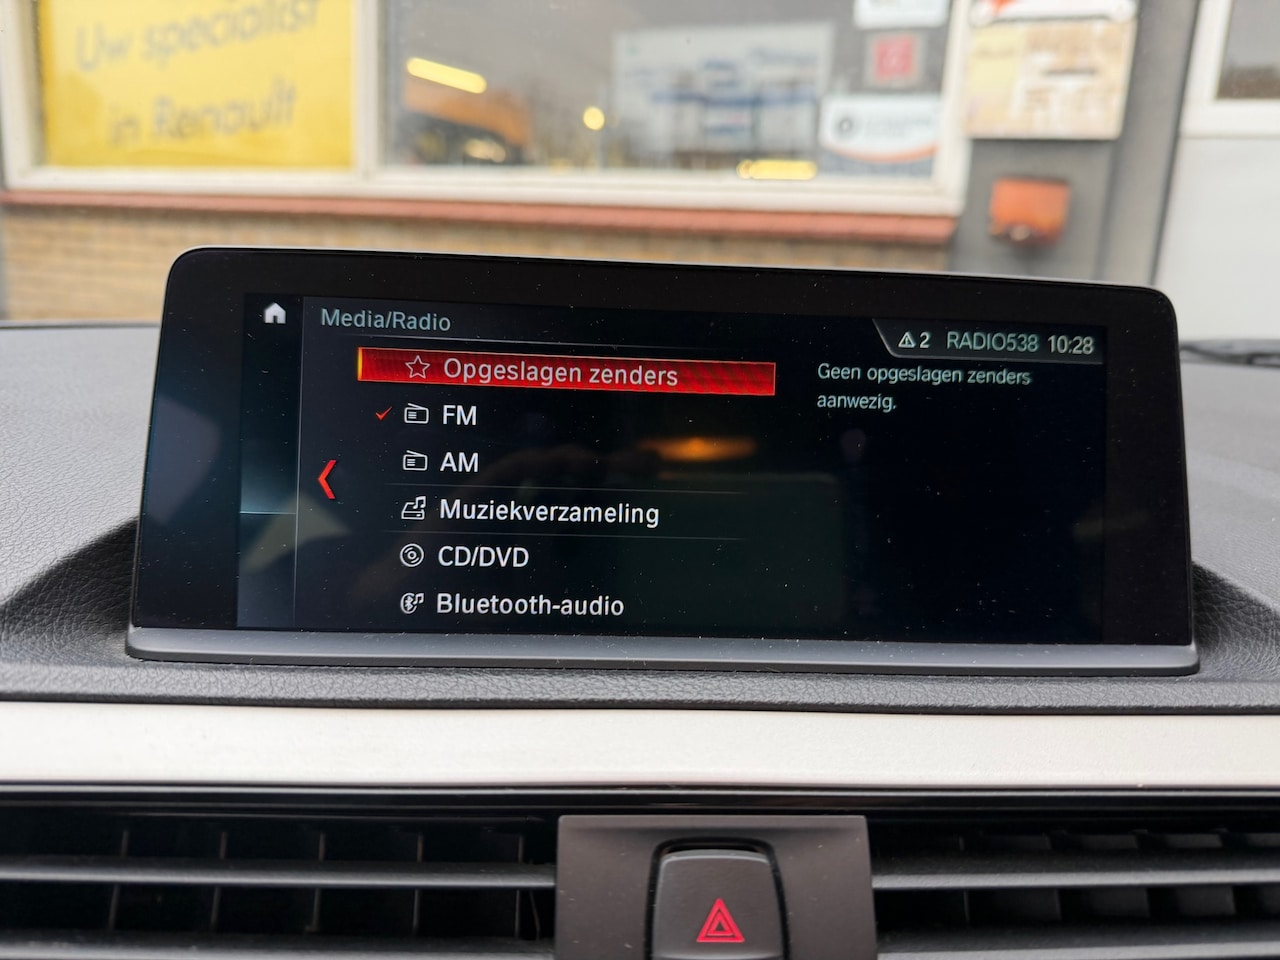 Uw specialist
in Renault
Media/Radio
2 RADIO538 10:28
Opgeslagen zenders
FM
AM
Muziekverzameling
CD/DVD
Bluetooth-audio
Geen opgeslagen zenders
aanwezig.